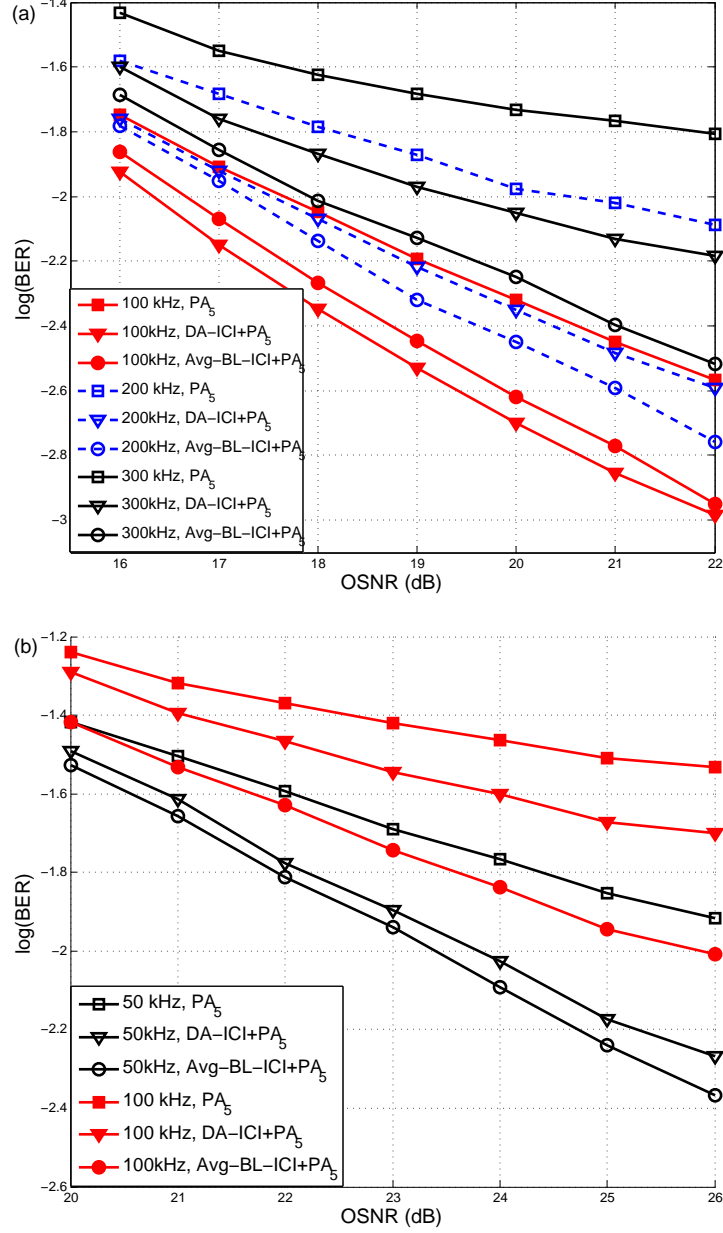 (a)
−1.4
−1.6
−1.8
−2
−2.2
−2.4
−2.6
−2.8
−3
log(BER)
100 kHz, PA5
100kHz, DA−ICI+PA5
100kHz, Avg−BL−ICI+PA5
200 kHz, PA5
200kHz, DA−ICI+PA5
200kHz, Avg−BL−ICI+PA5
300 kHz, PA5
300kHz, DA−ICI+PA5
300kHz, Avg−BL−ICI+PA5
16 17 18 19 20 21 22
OSNR (dB)
(b)
−1.2
−1.4
−1.6
−1.8
−2
−2.2
−2.4
−2.6
log(BER)
50 kHz, PA5
50kHz, DA−ICI+PA5
50kHz, Avg−BL−ICI+PA5
100 kHz, PA5
100 kHz, DA−ICI+PA5
100kHz, Avg−BL−ICI+PA5
20 21 22 23 24 25 26
OSNR (dB)